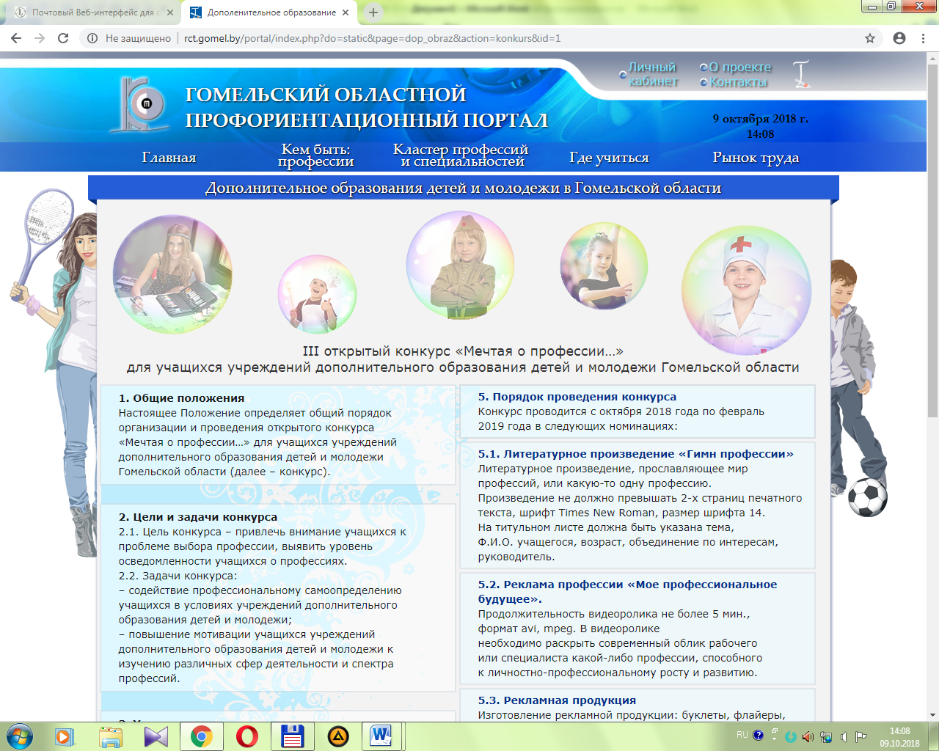 Почтовый Веб-интерфейс для
Дополенительное образование
Не защищено
rct.gomel.by/portal/index.php?do=static&page=dop_obraz&action=konkurs&id=1
Личный
кабинет
О проекте
Контакты
ГОМЕЛЬСКИЙ ОБЛАСТНОЙ
ПРОФОРИЕНТАЦИОННЫЙ ПОРТАЛ
9 октября 2018 г.
14:08
Главная
Кем быть:
профессии
Кластер профессий
и специальностей
Где учиться
Рынок труда
Дополнительное образования детей и молодежи в Гомельской области
III открытый конкурс «Мечтая о профессии...»
для учащихся учреждений дополнительного образования детей и молодежи Гомельской области
1. Общие положения
Настоящее Положение определяет общий порядок
организации и проведения открытого конкурса
«Мечтая о профессии...» для учащихся учреждений
дополнительного образования детей и молодежи
Гомельской области (далее – конкурс).
2. Цели и задачи конкурса
2.1. Цель конкурса – привлечь внимание учащихся к
проблеме выбора профессии, выявить уровень
осведомленности учащихся о профессиях.
2.2. Задачи конкурса:
– содействие профессиональному самоопределению
учащихся в условиях учреждений дополнительного
образования детей и молодежи;
– повышение мотивации учащихся учреждений
дополнительного образования детей и молодежи к
изучению различных сфер деятельности и спектра
профессий.
5. Порядок проведения конкурса
Конкурс проводится с октября 2018 года по февраль
2019 года в следующих номинациях:
5.1. Литературное произведение «Гимн профессии»
Литературное произведение, прославляющее мир
профессий, или какую-то одну профессию.
Произведение не должно превышать 2-х страниц печатного
текста, шрифт Times New Roman, размер шрифта 14.
На титульном листе должна быть указана тема,
Ф.И.О. учащегося, возраст, объединение по интересам,
руководитель.
5.2. Реклама профессии «Мое профессиональное
будущее».
Продолжительность видеоролика не более 5 мин.,
формат avi, mpeg. В видеоролике
необходимо раскрыть современный облик рабочего
или специалиста какой-либо профессии, способного
к личностно-профессиональному росту и развитию.
5.3. Рекламная продукция
Изготовление рекламной продукции: буклеты, флайеры,
RU
14:08
09.10.2018